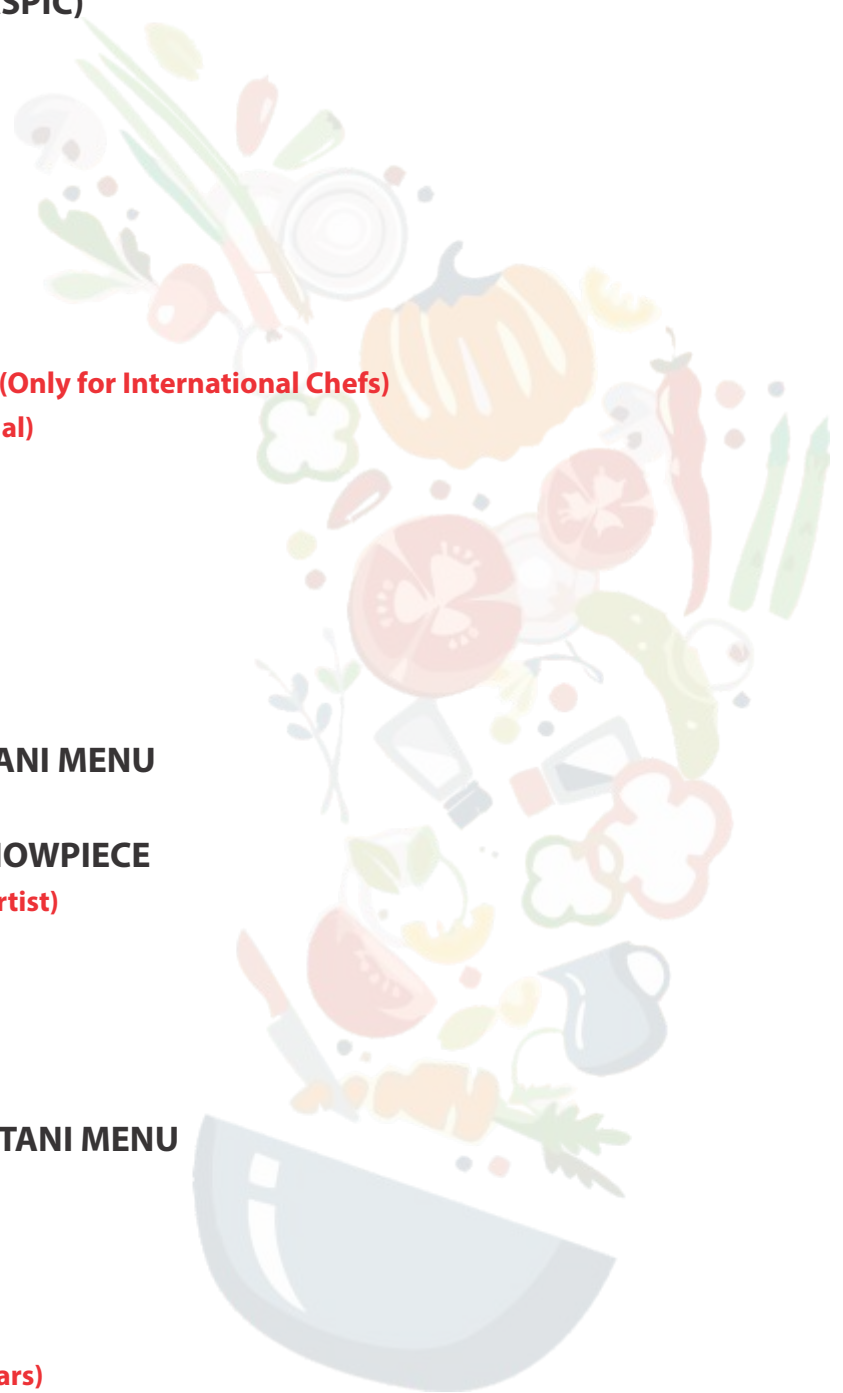 SPIC)
(Only for International Chefs)
al)
ANI MENU
HOWPIECE
rtist)
TANI MENU
ars)